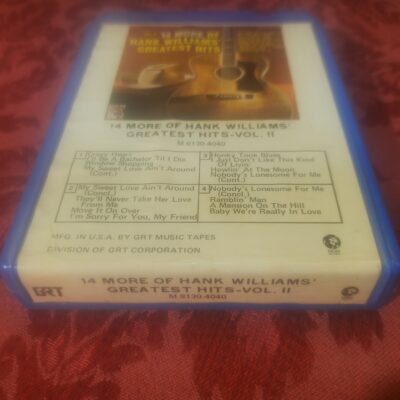 14 MORE OF
HANK WILLIAMS'
GREATEST HITS
14 MORE OF HANK WILLIAMS'
GREATEST HITS-VOL. II
M 8130-4040
1
I'll Be A Bachelor 'Til I Die
Window Shopping
My Sweet Love Ain't Around
(Cont.)
2 My Sweet Love Ain't Around
(Concl.)
They'll Never Take Her Love
From Me
Move It On Over
I'm Sorry For You, My Friend
3 Honky Tonk Blues
I Just Don't Like This Kind
Of Livin'
Howlin' At The Moon
Nobody's Lonesome For Me
(Cont.)
4 Nobody's Lonesome For Me
(Concl.)
Ramblin' Man
A Mansion On The Hill
Baby We're Really In Love
MFG. IN U.S.A. BY GRT MUSIC TAPES
DIVISION OF GRT CORPORATION
GRT
14 MORE OF HANK WILLIAMS'
GREATEST HITS-VOL. II
M 8130-4040